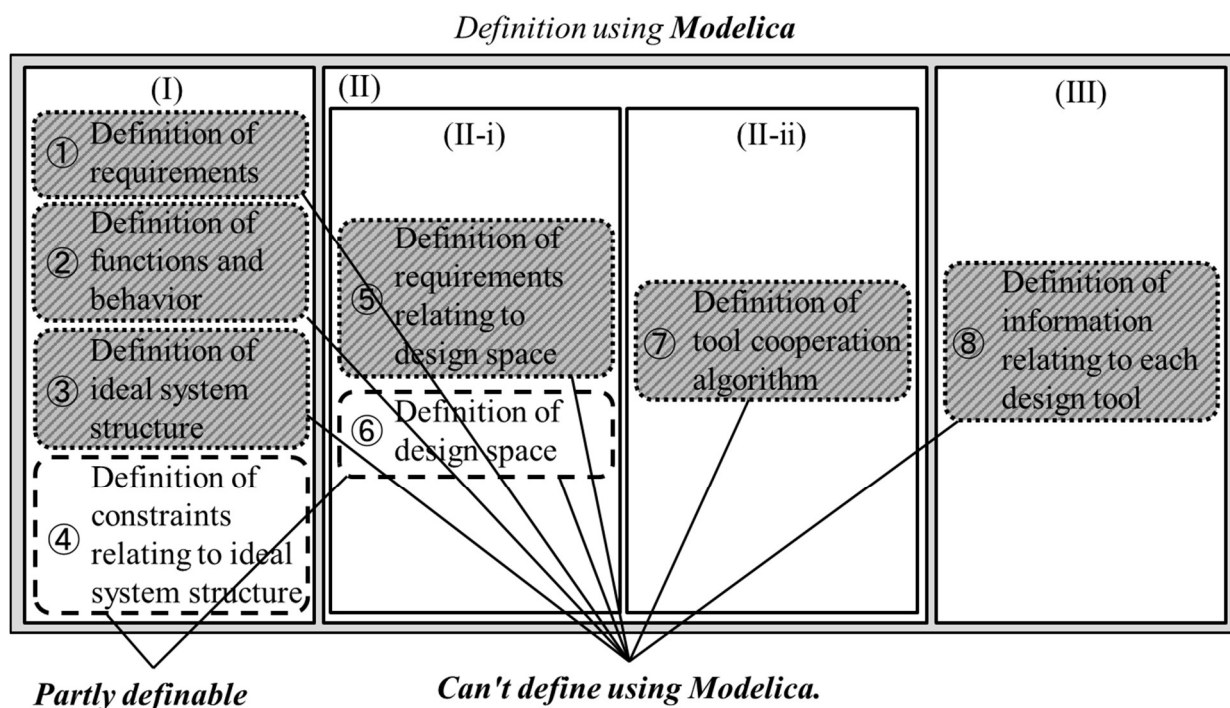 Definition using Modelica
(I)
① Definition of
requirements
② Definition of
functions and
behavior
③ Definition of
ideal system
structure
④ Definition of
constraints
relating to ideal
system structure
(II)
(II-i)
⑤ Definition of
requirements
relating to
design space
⑥ Definition of
design space
(II-ii)
⑦ Definition of
tool cooperation
algorithm
(III)
⑧ Definition of
information
relating to each
design tool
Partly definable
Can't define using Modelica.